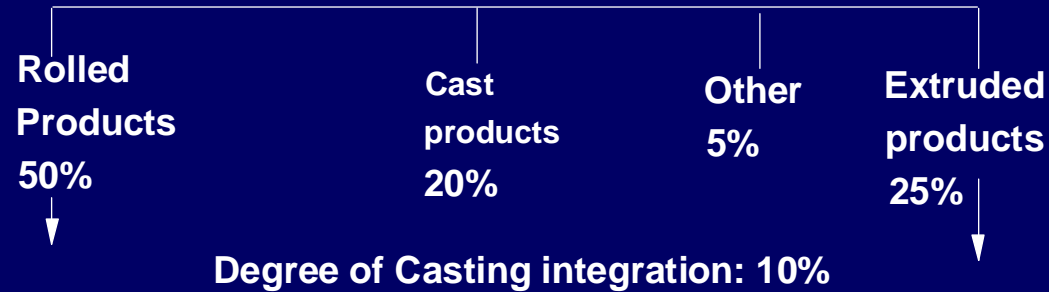 Rolled
Products
50%
Cast
products
20%
Other
5%
Extruded
products
25%
Degree of Casting integration: 10%